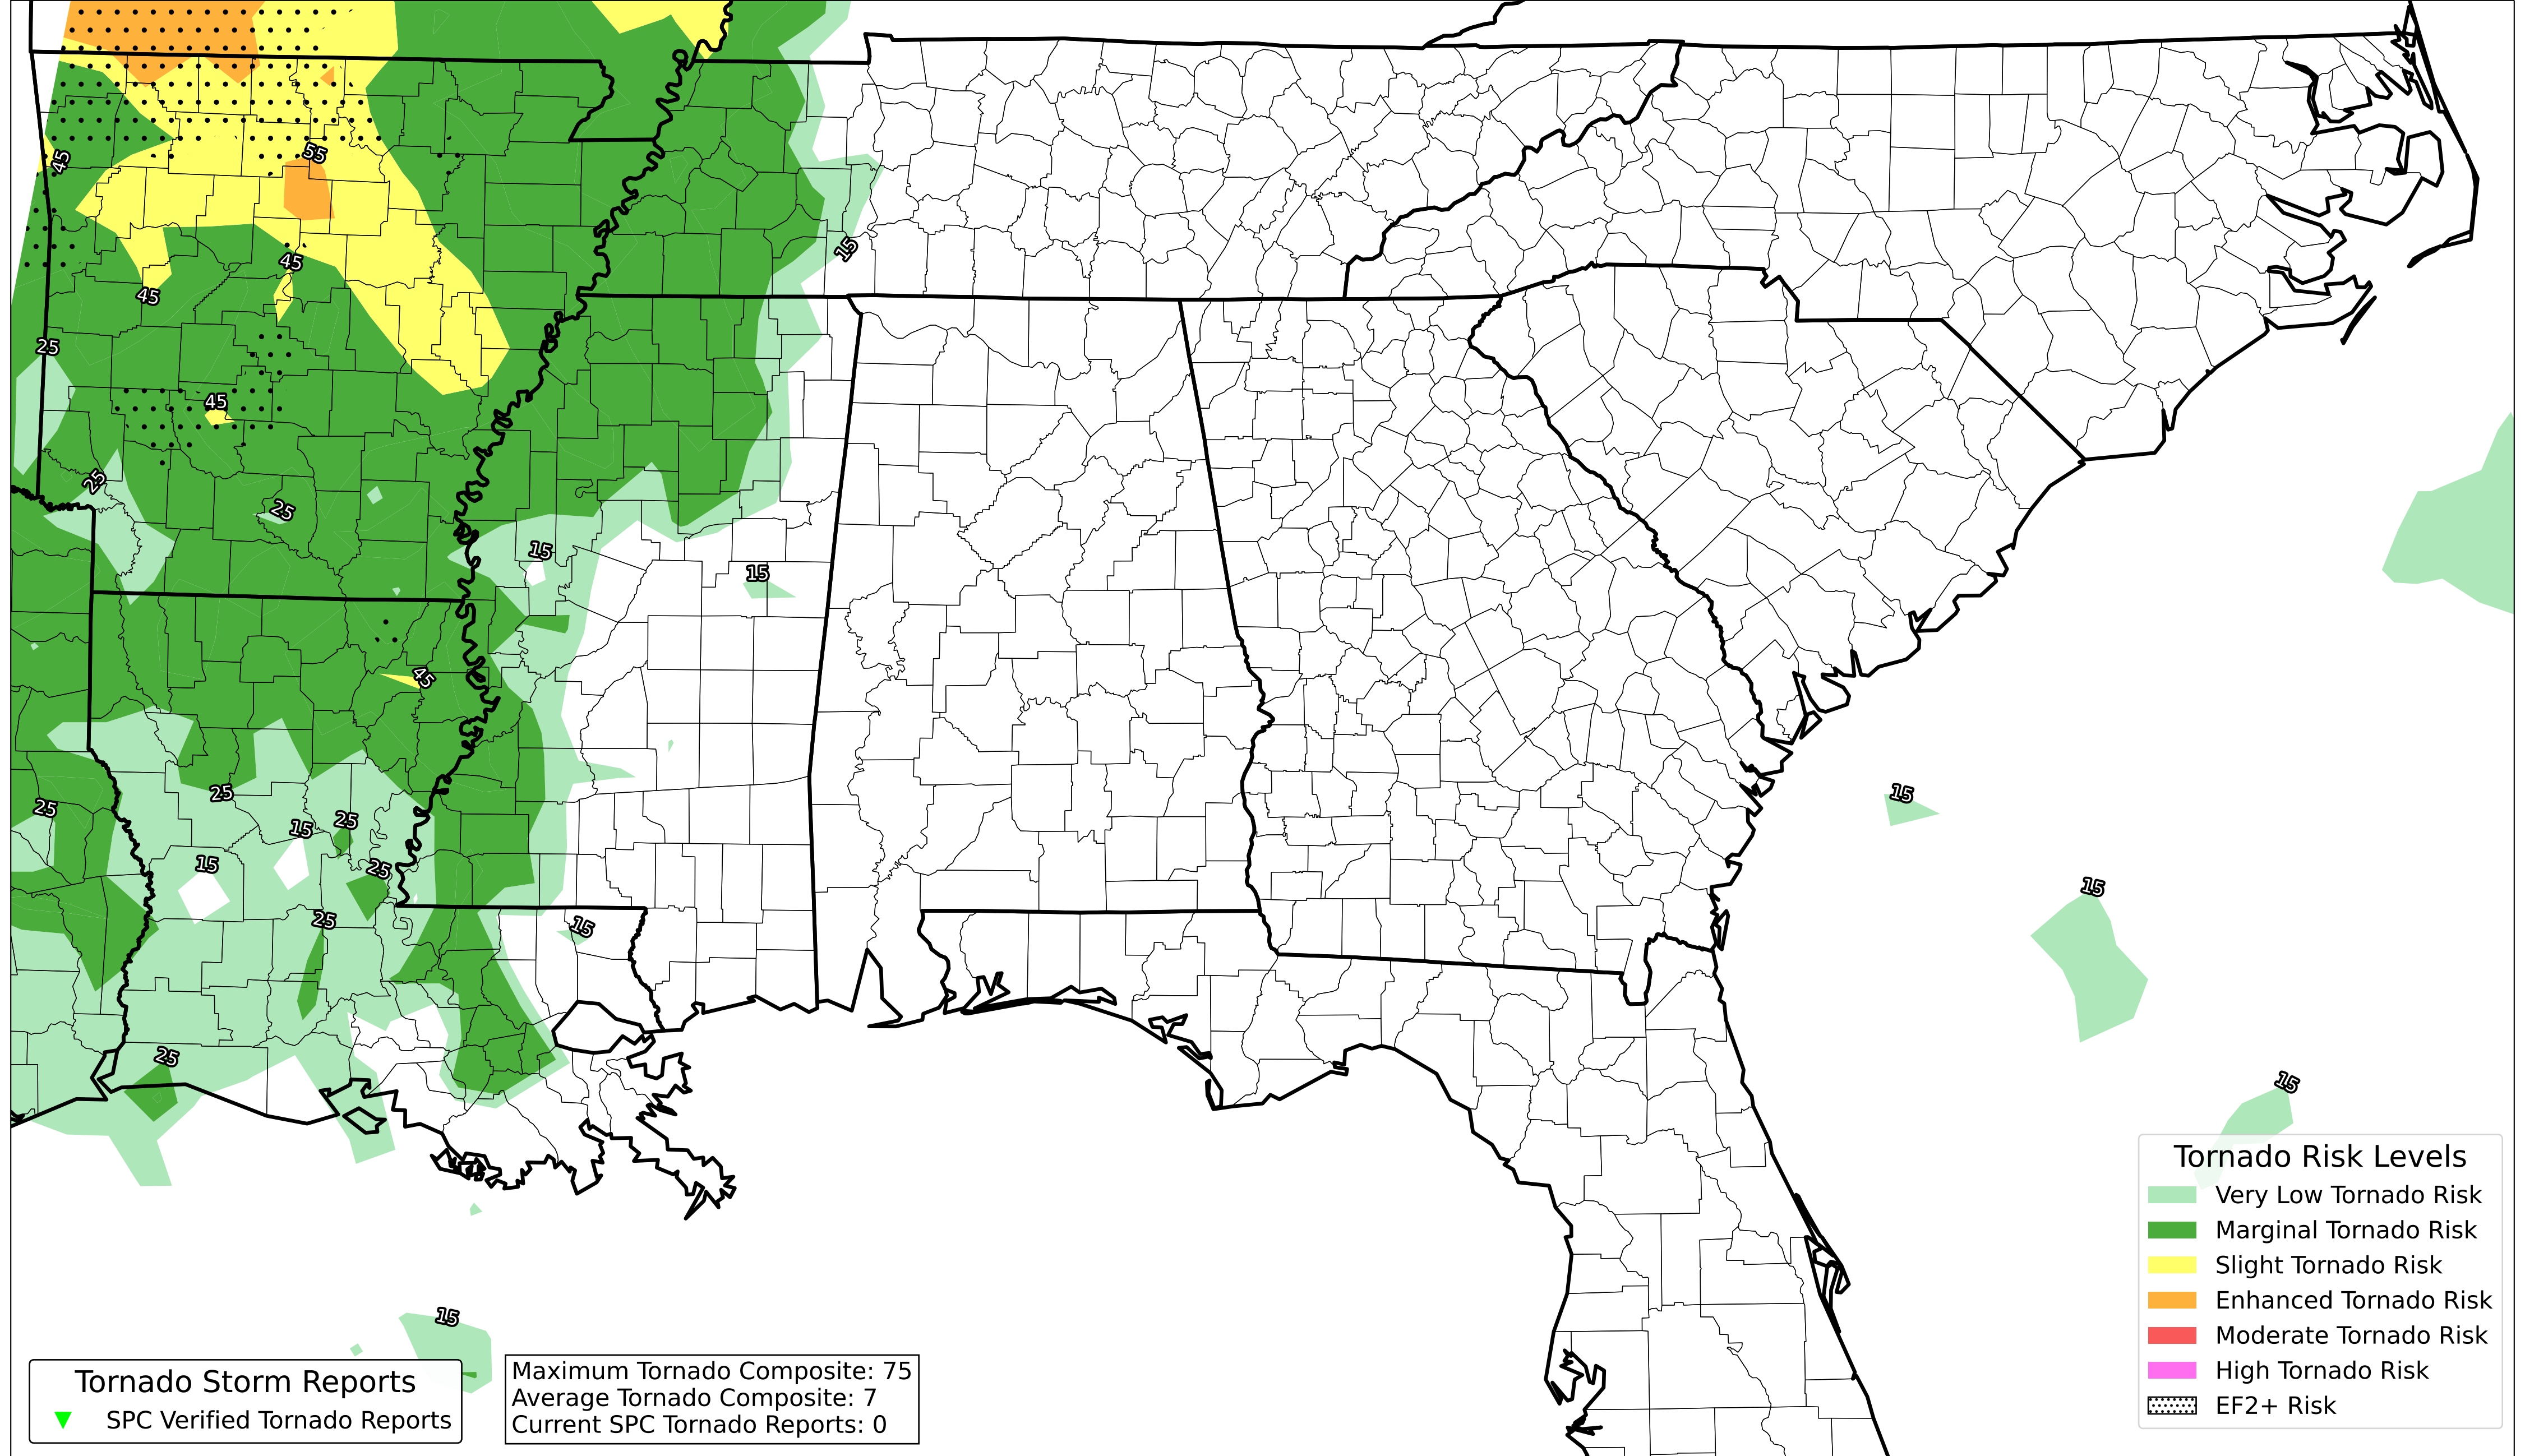 45
55
15
45
45
25
45
25
25
15
15
45
25
25
25
15
15
15
25
15
25
15
25
15
25
15
15
Tornado Storm Reports
SPC Verified Tornado Reports
Maximum Tornado Composite: 75
Average Tornado Composite: 7
Current SPC Tornado Reports: 0
Tornado Risk Levels
Very Low Tornado Risk
Marginal Tornado Risk
Slight Tornado Risk
Enhanced Tornado Risk
Moderate Tornado Risk
High Tornado Risk
EF2+ Risk